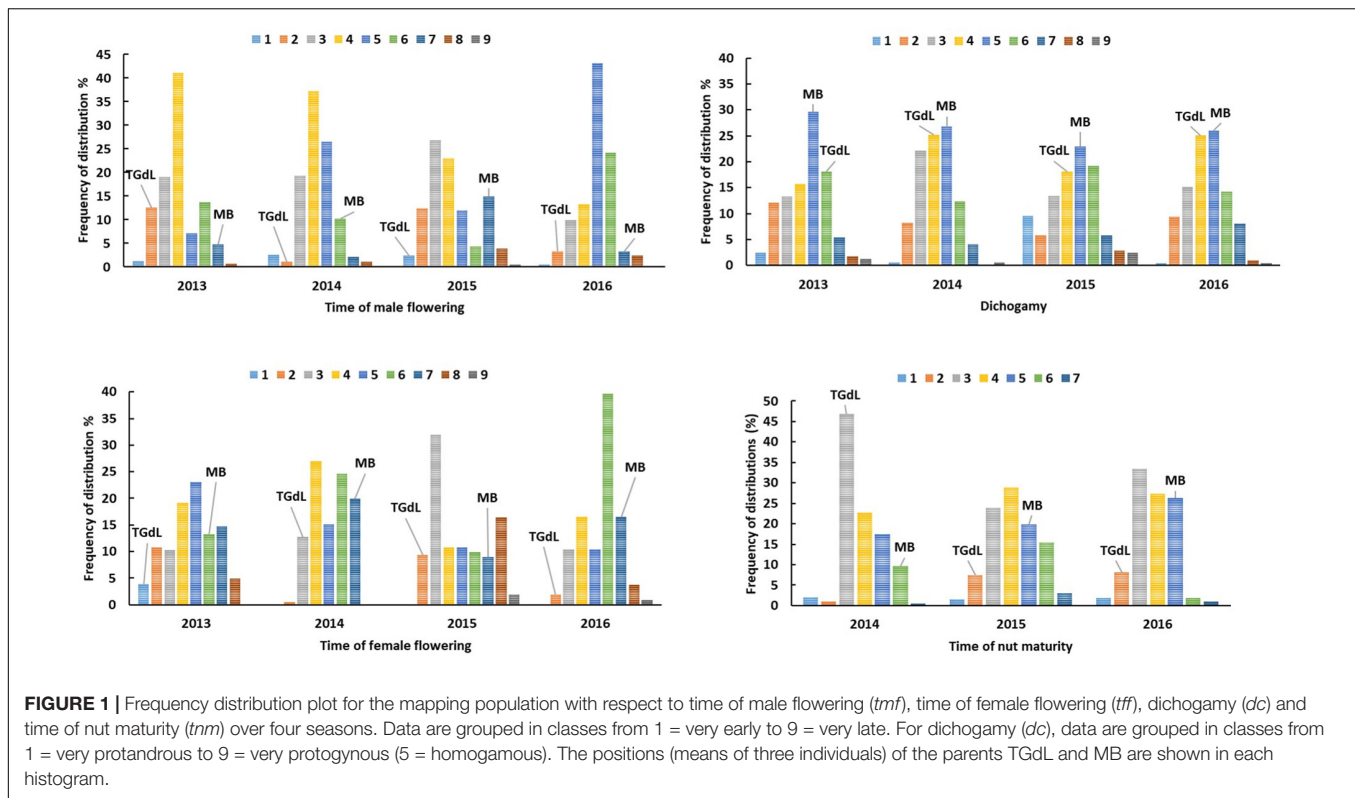 1 2 3 4 5 6 7 8 9
Frequency of distribution %
45
40
35
30
25
20
15
10
5
0
TGdL
MB
TGdL
MB
TGdL
MB
TGdL
MB
2013 2014 2015 2016
Time of male flowering
1 2 3 4 5 6 7 8 9
Frequency of distribution %
40
35
30
25
20
15
10
5
0
MB
TGdL
TGdL
MB
TGdL
MB
TGdL
MB
2013 2014 2015 2016
Dichogamy
1 2 3 4 5 6 7 8 9
Frequency of distribution %
40
35
30
25
20
15
10
5
0
TGdL
MB
TGdL
MB
TGdL
MB
TGdL
MB
2013 2014 2015 2016
Time of female flowering
1 2 3 4 5 6 7
Frequency of distributions (%)
50
45
40
35
30
25
20
15
10
5
0
TGdL
MB
TGdL
MB
TGdL
MB
2014 2015 2016
Time of nut maturity
FIGURE 1 | Frequency distribution plot for the mapping population with respect to time of male flowering (tmf), time of female flowering (tff), dichogamy (dc) and
time of nut maturity (tnm) over four seasons. Data are grouped in classes from 1 = very early to 9 = very late. For dichogamy (dc), data are grouped in classes from
1 = very protandrous to 9 = very protogynous (5 = homogamous). The positions (means of three individuals) of the parents TGdL and MB are shown in each
histogram.